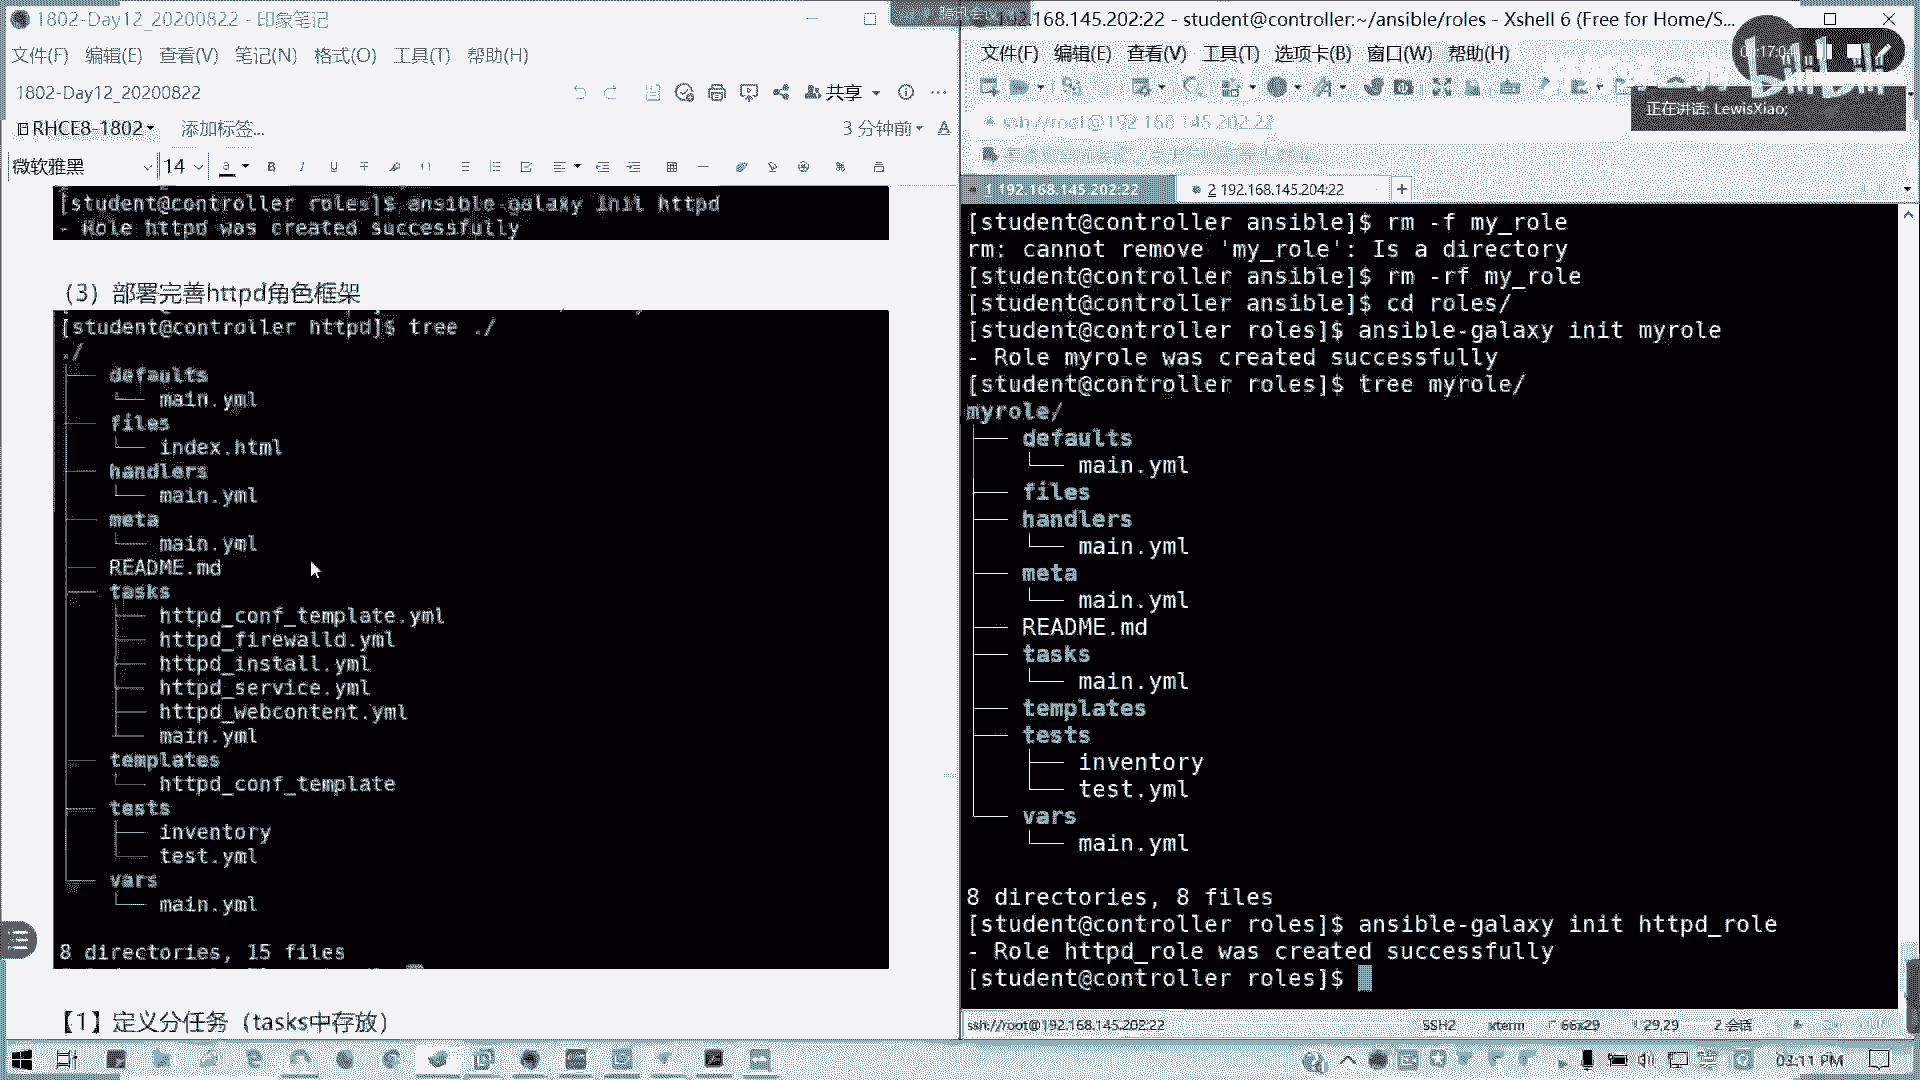 1802-Day12_20200822 - 印象笔记
文件(F) 编辑(E) 查看(V) 笔记(N) 格式(O) 工具(T) 帮助(H)
1802-Day12_20200822
共享
RHCE8-1802
添加标签...
3 分钟前
微软雅黑
14
[student@controller roles]$ ansible-galaxy init httpd
- Role httpd was created successfully
（3）部署完善httpd角色框架
[student@controller httpd]$ tree ./
./
├── defaults
│   └── main.yml
├── files
│   └── index.html
├── handlers
│   └── main.yml
├── meta
│   └── main.yml
├── README.md
├── tasks
│   ├── httpd_conf_template.yml
│   ├── httpd_firewalld.yml
│   ├── httpd_install.yml
│   ├── httpd_service.yml
│   ├── httpd_webcontent.yml
│   └── main.yml
├── templates
│   └── httpd_conf_template
├── tests
│   ├── inventory
│   └── test.yml
└── vars
    └── main.yml
8 directories, 15 files
【1】定义分任务（tasks中存放）
192.168.145.202:22 - student@controller:~/ansible/roles - Xshell 6 (Free for Home/S...
文件(F) 编辑(E) 查看(V) 工具(T) 选项卡(B) 窗口(W) 帮助(H)
正在讲话: LewisXiao;
ssh://root@192.168.145.202:22
1 192.168.145.202:22
2 192.168.145.204:22
[student@controller ansible]$ rm -f my_role
rm: cannot remove 'my_role': Is a directory
[student@controller ansible]$ rm -rf my_role
[student@controller ansible]$ cd roles/
[student@controller roles]$ ansible-galaxy init myrole
- Role myrole was created successfully
[student@controller roles]$ tree myrole/
myrole/
├── defaults
│   └── main.yml
├── files
├── handlers
│   └── main.yml
├── meta
│   └── main.yml
├── README.md
├── tasks
│   └── main.yml
├── templates
├── tests
│   ├── inventory
│   └── test.yml
└── vars
    └── main.yml
8 directories, 8 files
[student@controller roles]$ ansible-galaxy init httpd_role
- Role httpd_role was created successfully
[student@controller roles]$
ssh://root@192.168.145.202:22
SSH2
xterm
66x29
29,29
2 会话
03:11 PM